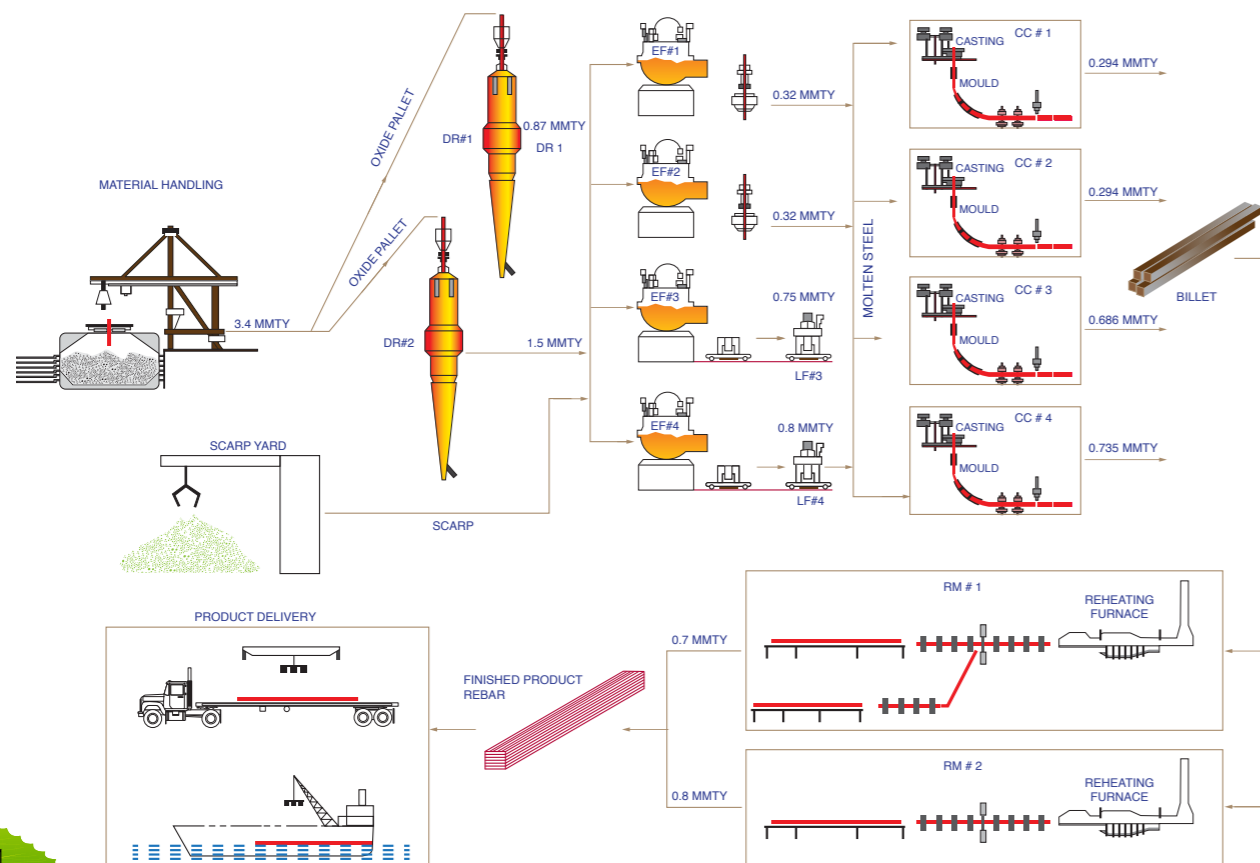 MATERIAL HANDLING
3.4 MMTY
OXIDE PALLET
OXIDE PALLET
DR#1
0.87 MMTY
DR 1
DR#2
1.5 MMTY
SCARP YARD
SCARP
EF#1
0.32 MMTY
EF#2
0.32 MMTY
EF#3
0.75 MMTY
LF#3
EF#4
0.8 MMTY
LF#4
MOLTEN STEEL
CC # 1
CASTING
MOULD
0.294 MMTY
CC # 2
CASTING
MOULD
0.294 MMTY
CC # 3
CASTING
MOULD
0.686 MMTY
CC # 4
CASTING
MOULD
0.735 MMTY
BILLET
RM # 1
REHEATING
FURNACE
0.7 MMTY
RM # 2
REHEATING
FURNACE
0.8 MMTY
FINISHED PRODUCT
REBAR
PRODUCT DELIVERY